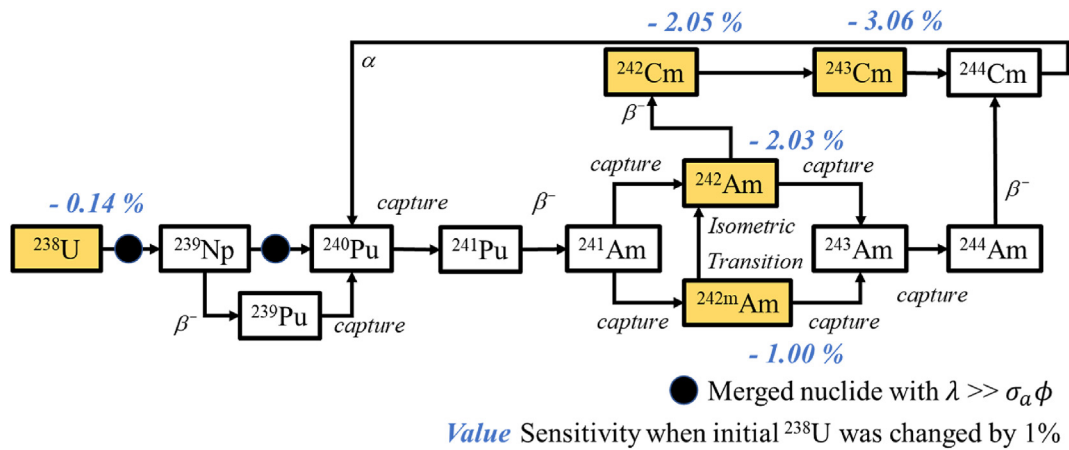 - 2.05 %
- 3.06 %
α
²⁴²Cm
²⁴³Cm
²⁴⁴Cm
β⁻
- 2.03 %
capture
²⁴²Am
capture
β⁻
- 0.14 %
capture
β⁻
²³⁸U
²³⁹Np
²⁴⁰Pu
²⁴¹Pu
²⁴¹Am
Isometric
Transition
²⁴³Am
²⁴⁴Am
β⁻
²³⁹Pu
capture
capture
²⁴²ᵐAm
capture
capture
- 1.00 %
Merged nuclide with λ >> σₐϕ
Value Sensitivity when initial ²³⁸U was changed by 1%